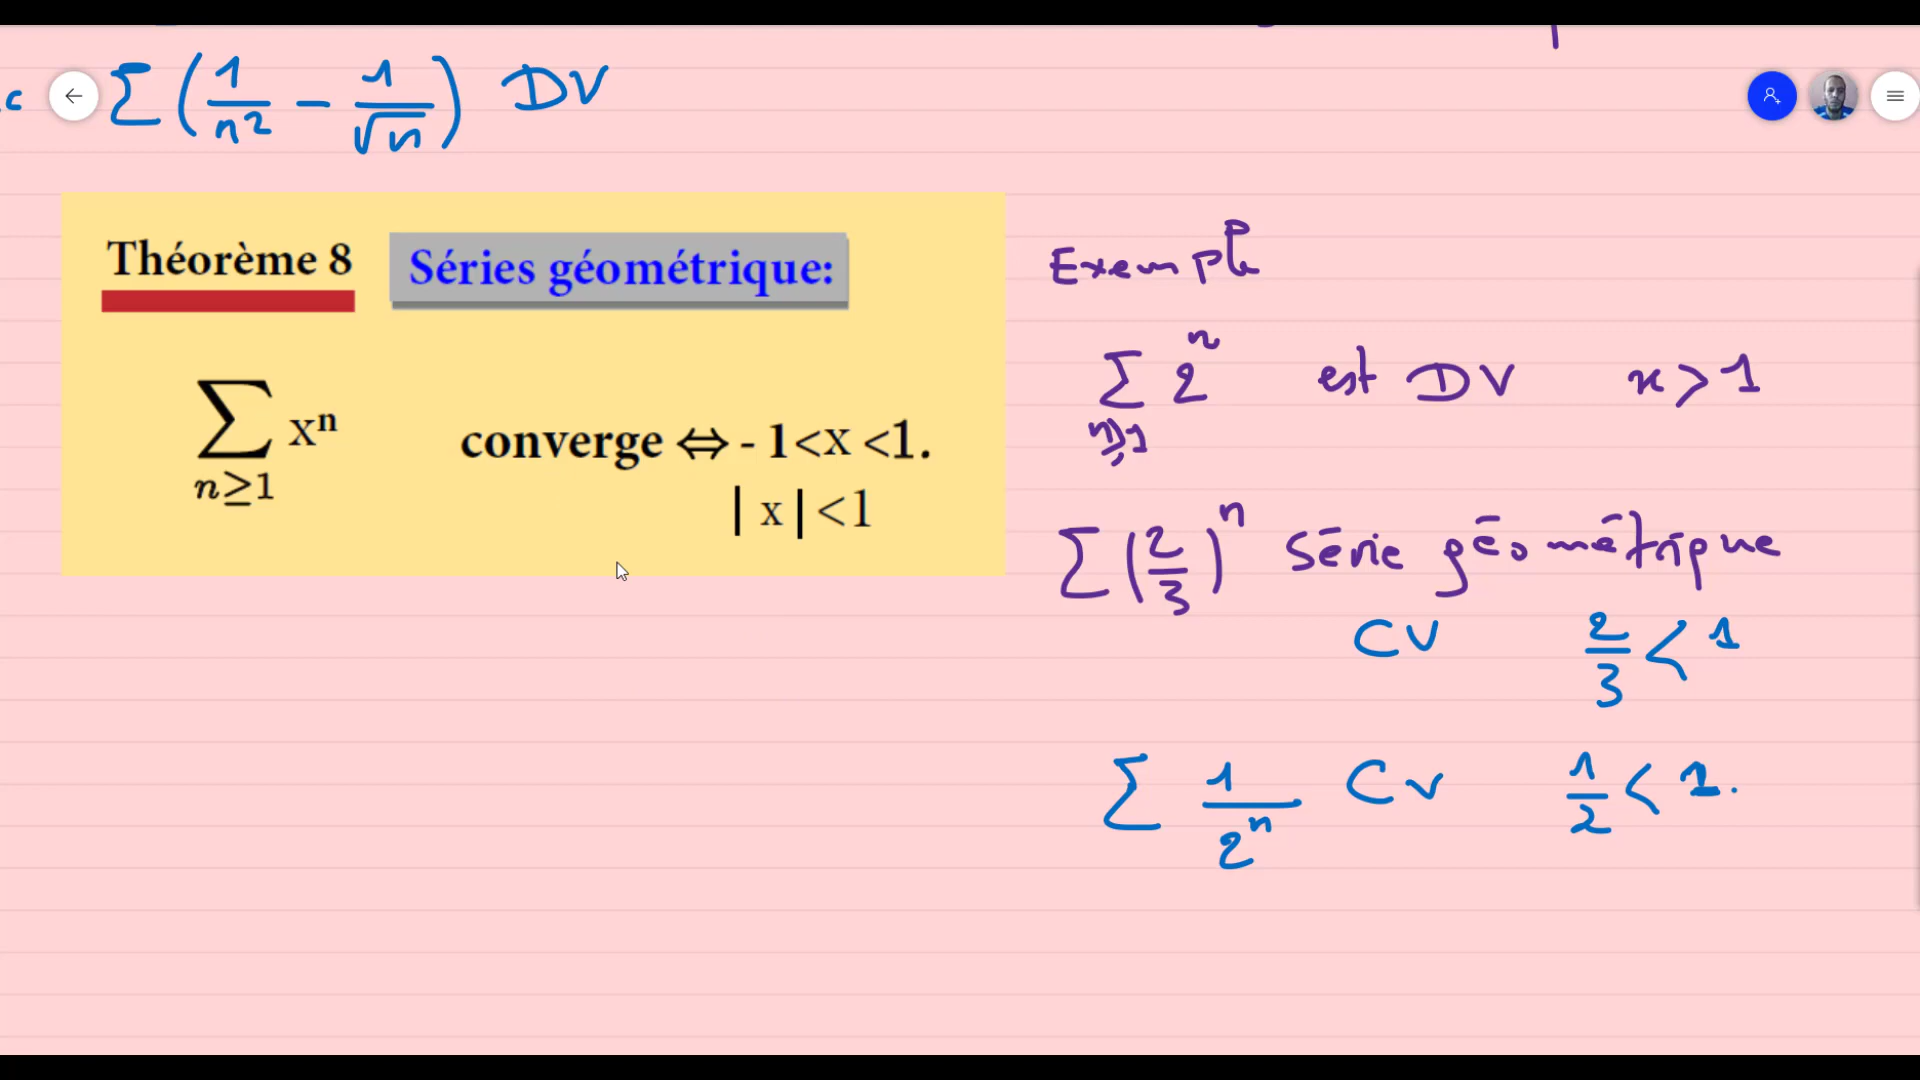 c ∑(1/n² − 1/√n) DV
Théorème 8 Séries géométrique:
∑ xⁿ converge ⇔ - 1<x <1.
n≥1
| x | <1
Exemple
∑ 2ⁿ est DV x > 1
n≥1
∑(2/3)ⁿ Série géométrique
CV 2/3 < 1
∑ 1/2ⁿ CV 1/2 < 1.